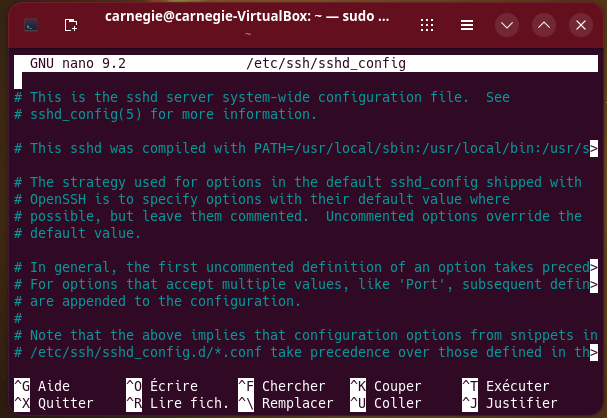 carnegie@carnegie-VirtualBox: ~ — sudo ...
~
GNU nano 9.2 /etc/ssh/sshd_config
# This is the sshd server system-wide configuration file.  See
# sshd_config(5) for more information.
# This sshd was compiled with PATH=/usr/local/sbin:/usr/local/bin:/usr/s>
# The strategy used for options in the default sshd_config shipped with
# OpenSSH is to specify options with their default value where
# possible, but leave them commented.  Uncommented options override the
# default value.
# In general, the first uncommented definition of an option takes preced>
# For options that accept multiple values, like 'Port', subsequent defin>
# are appended to the configuration.
#
# Note that the above implies that configuration options from snippets in
# /etc/ssh/sshd_config.d/*.conf take precedence over those defined in th>
^G Aide ^O Écrire ^F Chercher ^K Couper ^T Exécuter
^X Quitter ^R Lire fich. ^\ Remplacer ^U Coller ^J Justifier